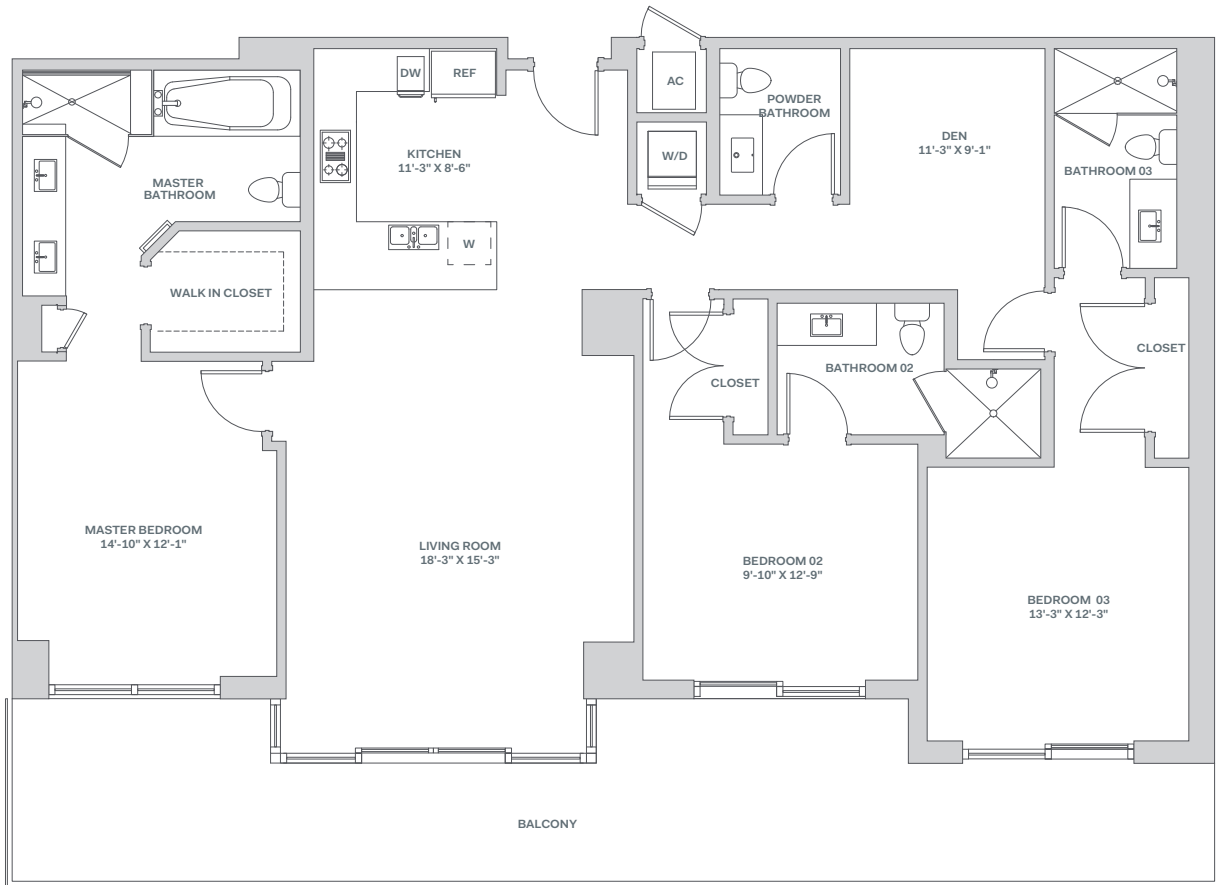 DW
REF
AC
POWDER
BATHROOM
DEN
11'-3" X 9'-1"
W/D
KITCHEN
11'-3" X 8'-6"
BATHROOM 03
MASTER
BATHROOM
W
WALK IN CLOSET
CLOSET
BATHROOM 02
CLOSET
MASTER BEDROOM
14'-10" X 12'-1"
LIVING ROOM
18'-3" X 15'-3"
BEDROOM 02
9'-10" X 12'-9"
BEDROOM 03
13'-3" X 12'-3"
BALCONY